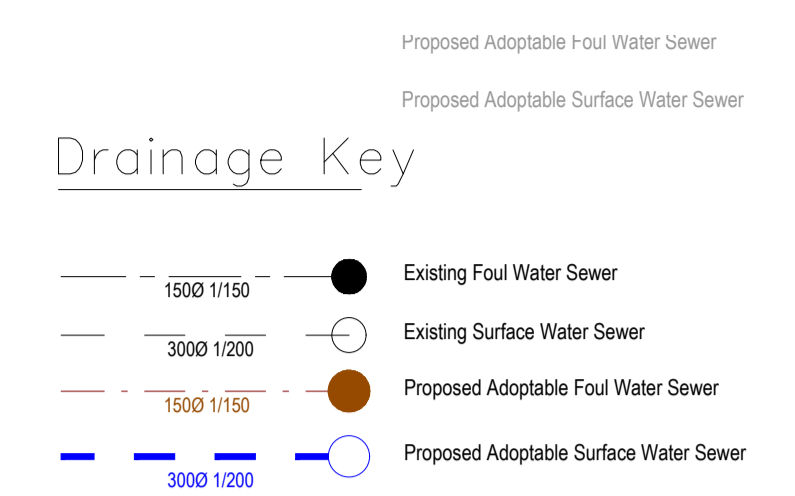 Proposed Adoptable Foul Water Sewer
Proposed Adoptable Surface Water Sewer
Drainage Key
150Ø 1/150
Existing Foul Water Sewer
300Ø 1/200
Existing Surface Water Sewer
150Ø 1/150
Proposed Adoptable Foul Water Sewer
300Ø 1/200
Proposed Adoptable Surface Water Sewer